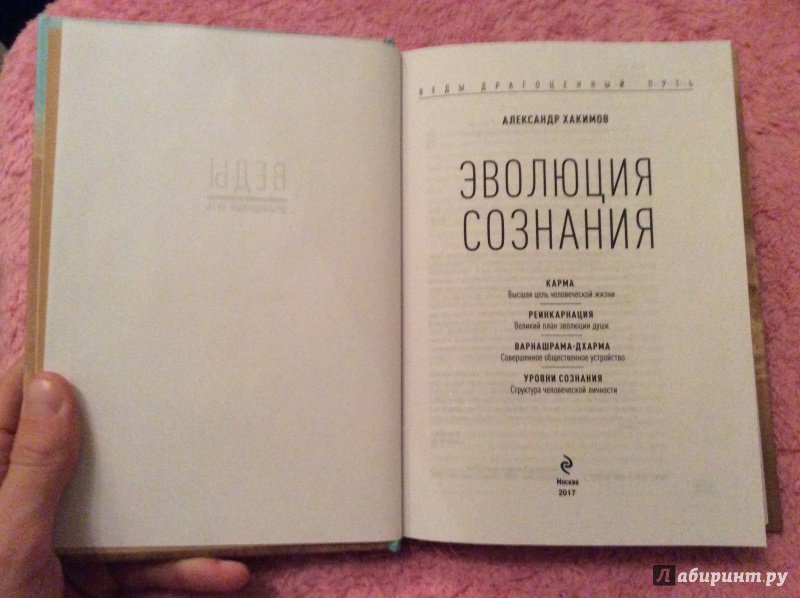 ВЕДЫ
ВЕДЫ ДРАГОЦЕННЫЙ ПУТЬ
АЛЕКСАНДР ХАКИМОВ
ЭВОЛЮЦИЯ
СОЗНАНИЯ
КАРМА
Высшая цель человеческой жизни
РЕИНКАРНАЦИЯ
Великий план эволюции души
ВАРНАШРАМА-ДХАРМА
Совершенное общественное устройство
УРОВНИ СОЗНАНИЯ
Структура человеческой личности
Москва
2017
Лабиринт.ру